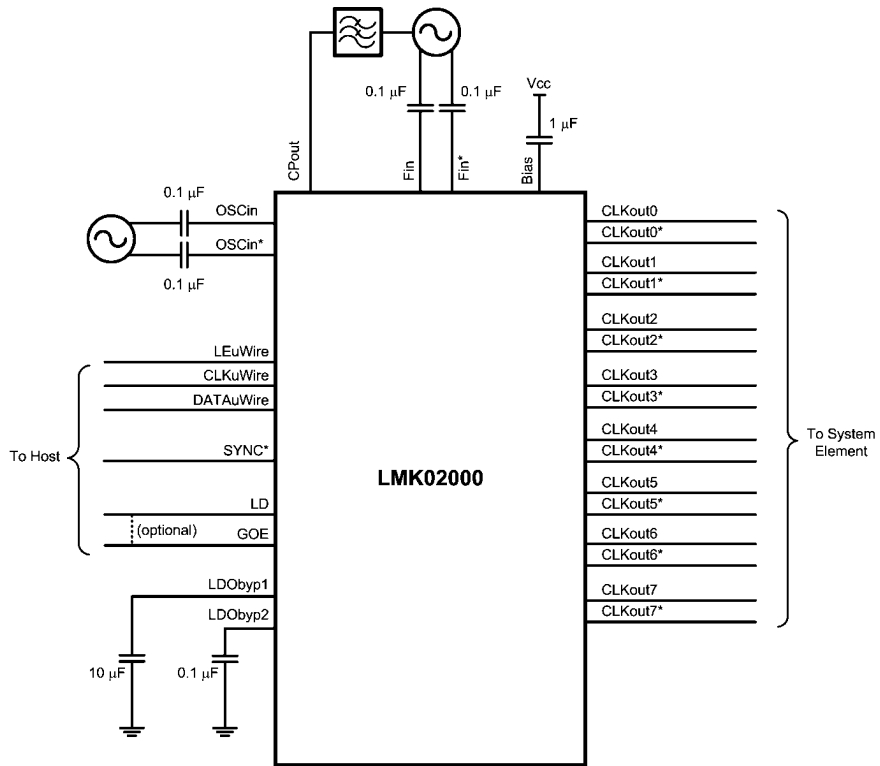 0.1 μF
0.1 μF
Vcc
1 μF
CPout
Fin
Fin*
Bias
0.1 μF
OSCin
OSCin*
0.1 μF
LEuWire
CLKuWire
DATAuWire
To Host
SYNC*
LD
(optional)
GOE
LDObyp1
LDObyp2
10 μF
0.1 μF
LMK02000
CLKout0
CLKout0*
CLKout1
CLKout1*
CLKout2
CLKout2*
CLKout3
CLKout3*
CLKout4
CLKout4*
CLKout5
CLKout5*
CLKout6
CLKout6*
CLKout7
CLKout7*
To System
Element